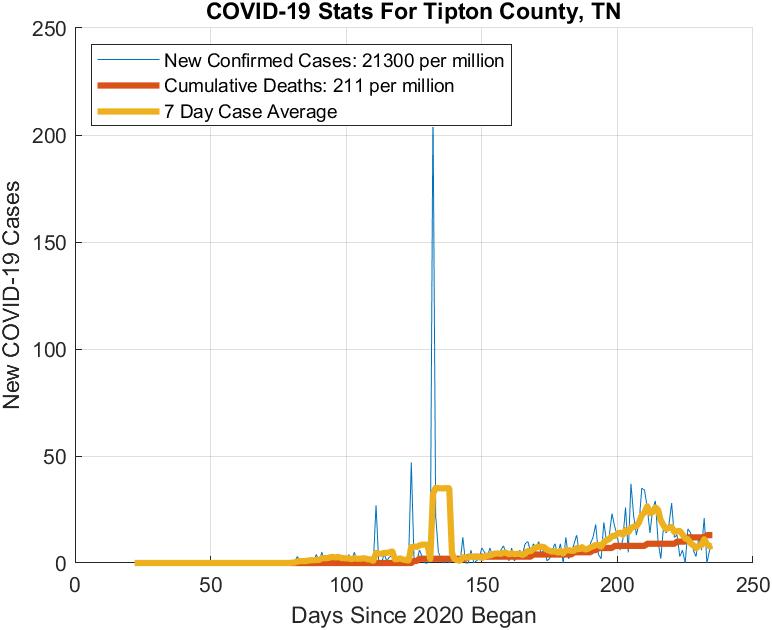 COVID-19 Stats For Tipton County, TN
250
New Confirmed Cases: 21300 per million
Cumulative Deaths: 211 per million
7 Day Case Average
200
150
100
50
0
New COVID-19 Cases
0 50 100 150 200 250
Days Since 2020 Began